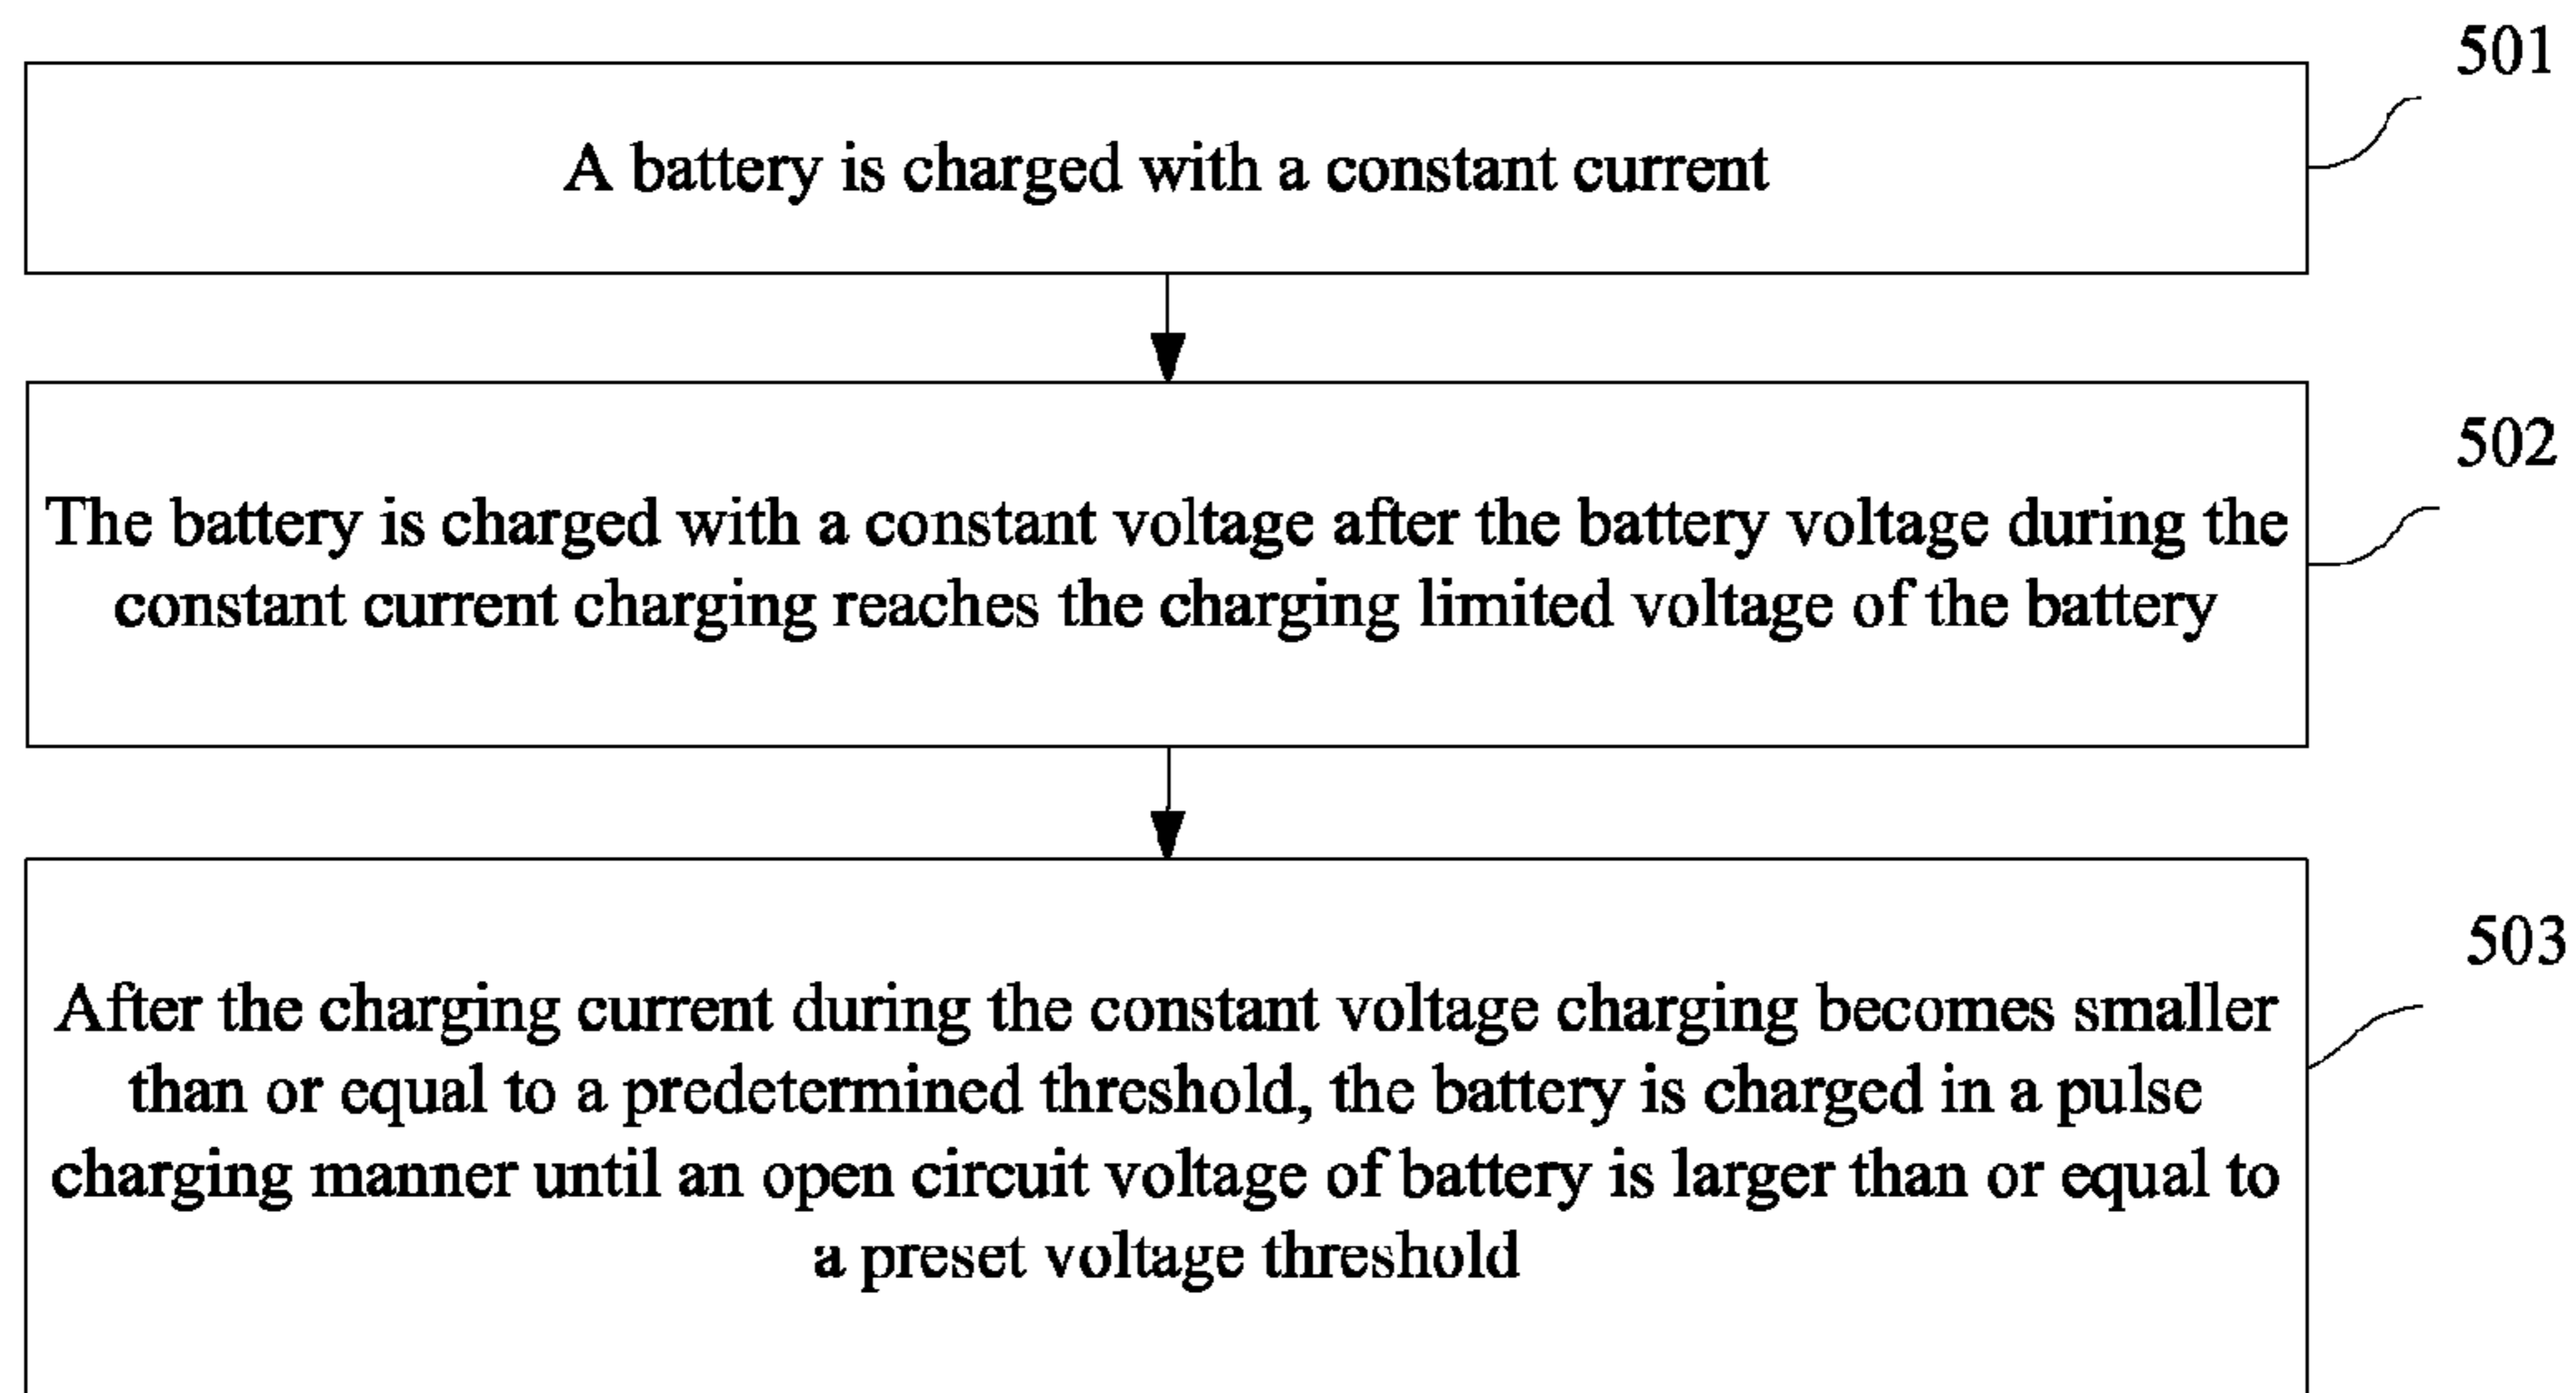 501
A battery is charged with a constant current
502
The battery is charged with a constant voltage after the battery voltage during the
constant current charging reaches the charging limited voltage of the battery
503
After the charging current during the constant voltage charging becomes smaller
than or equal to a predetermined threshold, the battery is charged in a pulse
charging manner until an open circuit voltage of battery is larger than or equal to
a preset voltage threshold